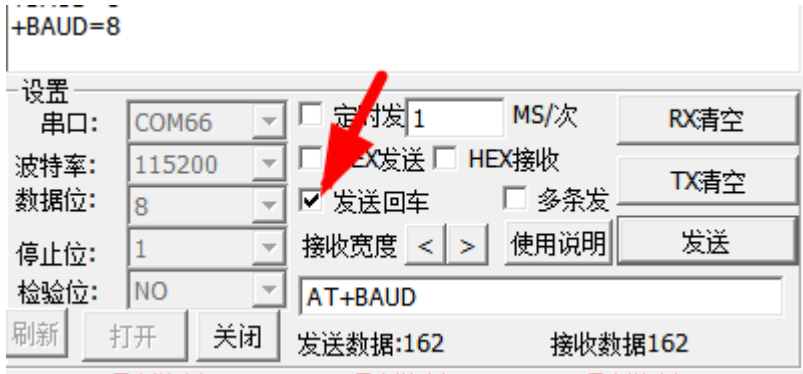 +BAUD=8
设置
串口: COM66 定时发 1 MS/次 RX清空
波特率: 115200 EX发送 HEX接收 TX清空
数据位: 8 发送回车 多条发
停止位: 1 接收宽度 < > 使用说明 发送
检验位: NO AT+BAUD
刷新 打开 关闭 发送数据:162 接收数据162